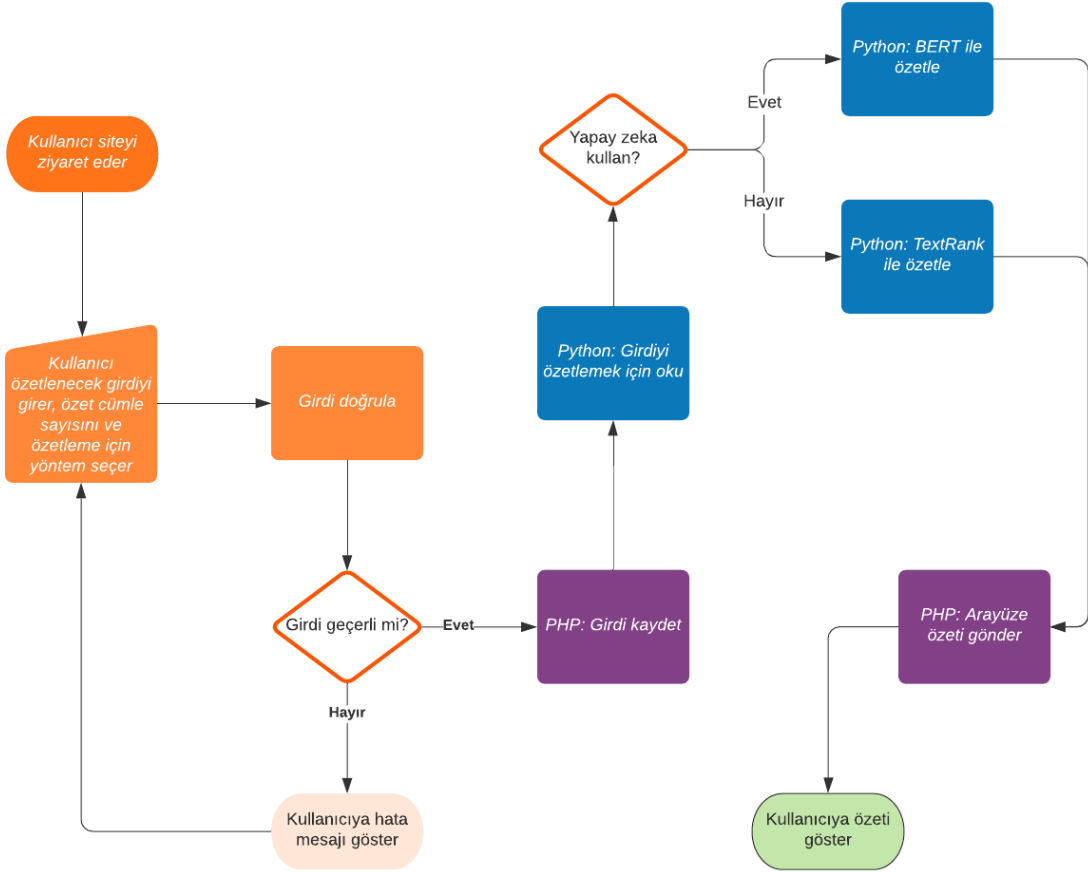 Kullanıcı siteyi
ziyaret eder
Kullanıcı
özetlenecek girdiyi
girer, özet cümle
sayısını ve
özetleme için
yöntem seçer
Girdi doğrula
Girdi geçerli mi?
Evet
Hayır
Kullanıcıya hata
mesajı göster
PHP: Girdi kaydet
Python: Girdiyi
özetlemek için oku
Yapay zeka
kullan?
Evet
Hayır
Python: BERT ile
özetle
Python: TextRank
ile özetle
PHP: Arayüze
özeti gönder
Kullanıcıya özeti
göster